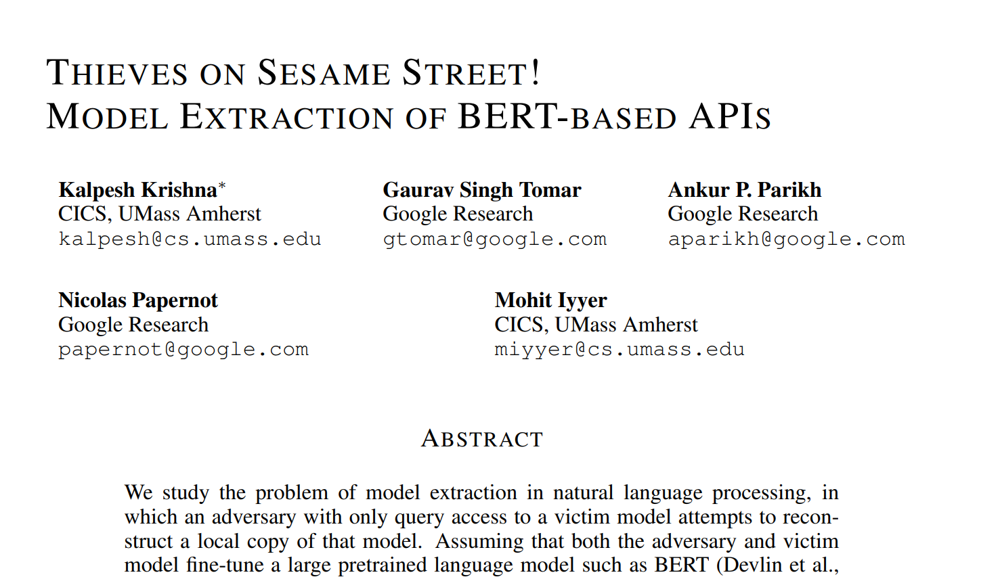 THIEVES ON SESAME STREET!
MODEL EXTRACTION OF BERT-BASED APIS
Kalpesh Krishna* Gaurav Singh Tomar Ankur P. Parikh
CICS, UMass Amherst Google Research Google Research
kalpesh@cs.umass.edu gtomar@google.com aparikh@google.com
Nicolas Papernot Mohit Iyyer
Google Research CICS, UMass Amherst
papernot@google.com miyyer@cs.umass.edu
ABSTRACT
We study the problem of model extraction in natural language processing, in
which an adversary with only query access to a victim model attempts to recon-
struct a local copy of that model. Assuming that both the adversary and victim
model fine-tune a large pretrained language model such as BERT (Devlin et al.,